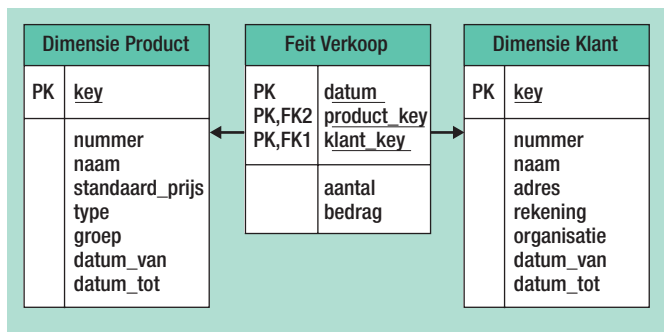 Dimensie Product
PK key
nummer
naam
standaard_prijs
type
groep
datum_van
datum_tot
Feit Verkoop
PK datum
PK,FK2 product_key
PK,FK1 klant_key
aantal
bedrag
Dimensie Klant
PK key
nummer
naam
adres
rekening
organisatie
datum_van
datum_tot